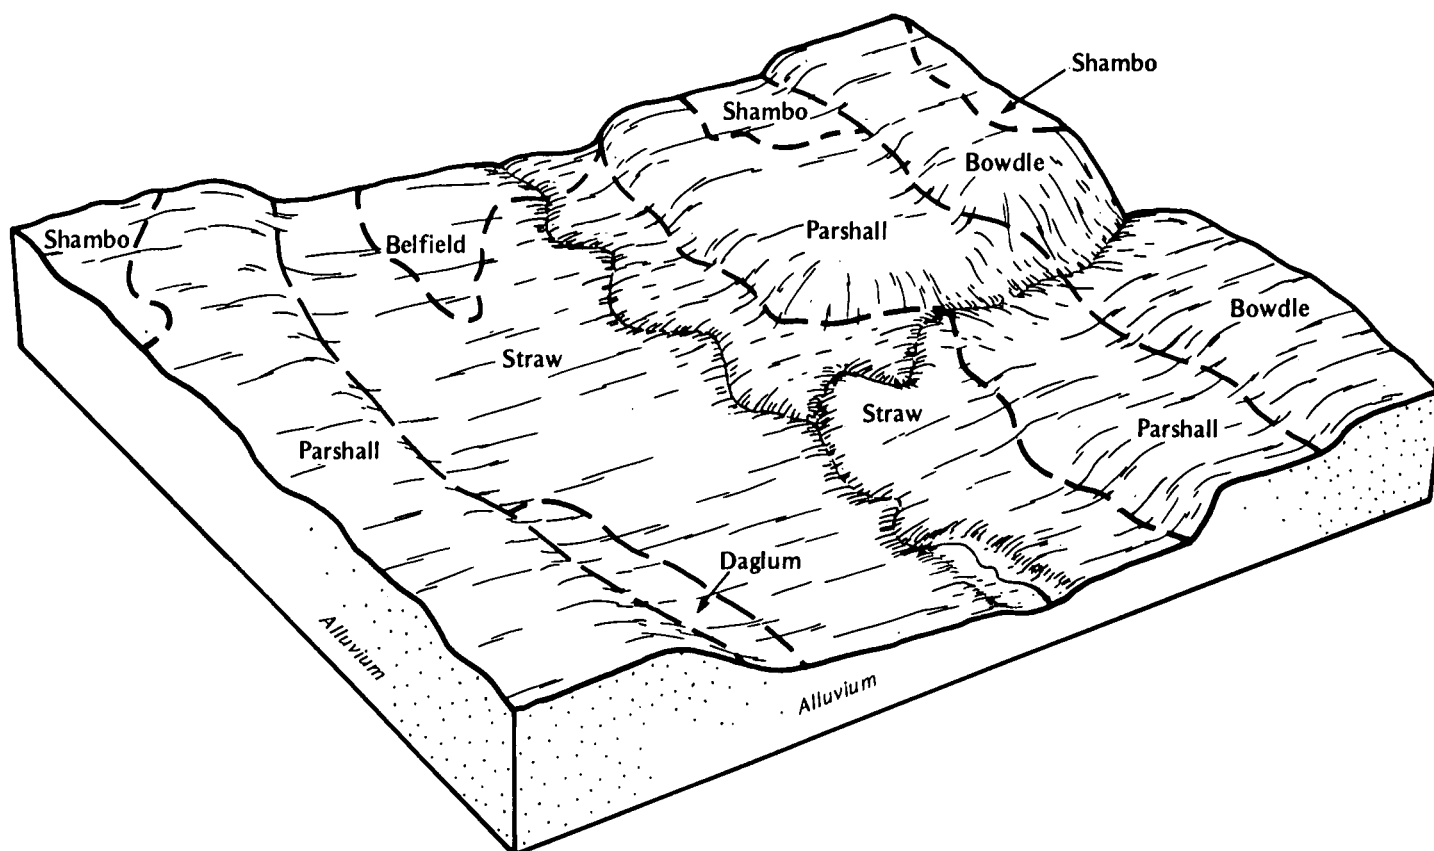 Shambo
Shambo
Bowdle
Parshall
Shambo
Belfield
Bowdle
Straw
Straw
Parshall
Parshall
Daglum
Alluvium
Alluvium